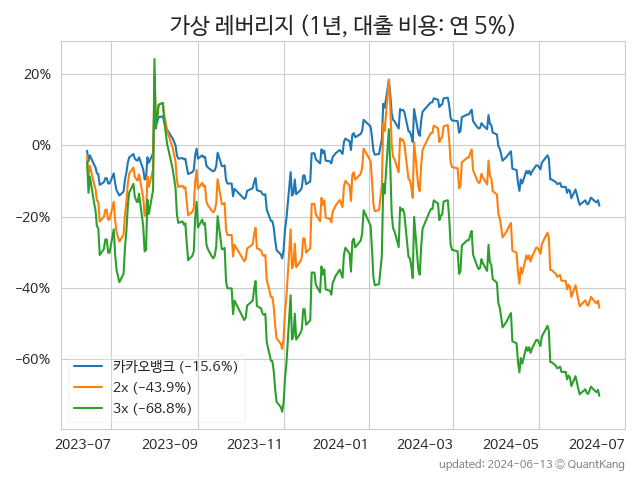 가상 레버리지 (1년, 대출 비용: 연 5%)
20%
0%
−20%
−40%
−60%
카카오뱅크 (−15.6%)
2x (−43.9%)
3x (−68.8%)
2023−07 2023−09 2023−11 2024−01 2024−03 2024−05 2024−07
updated: 2024-06-13 © QuantKang